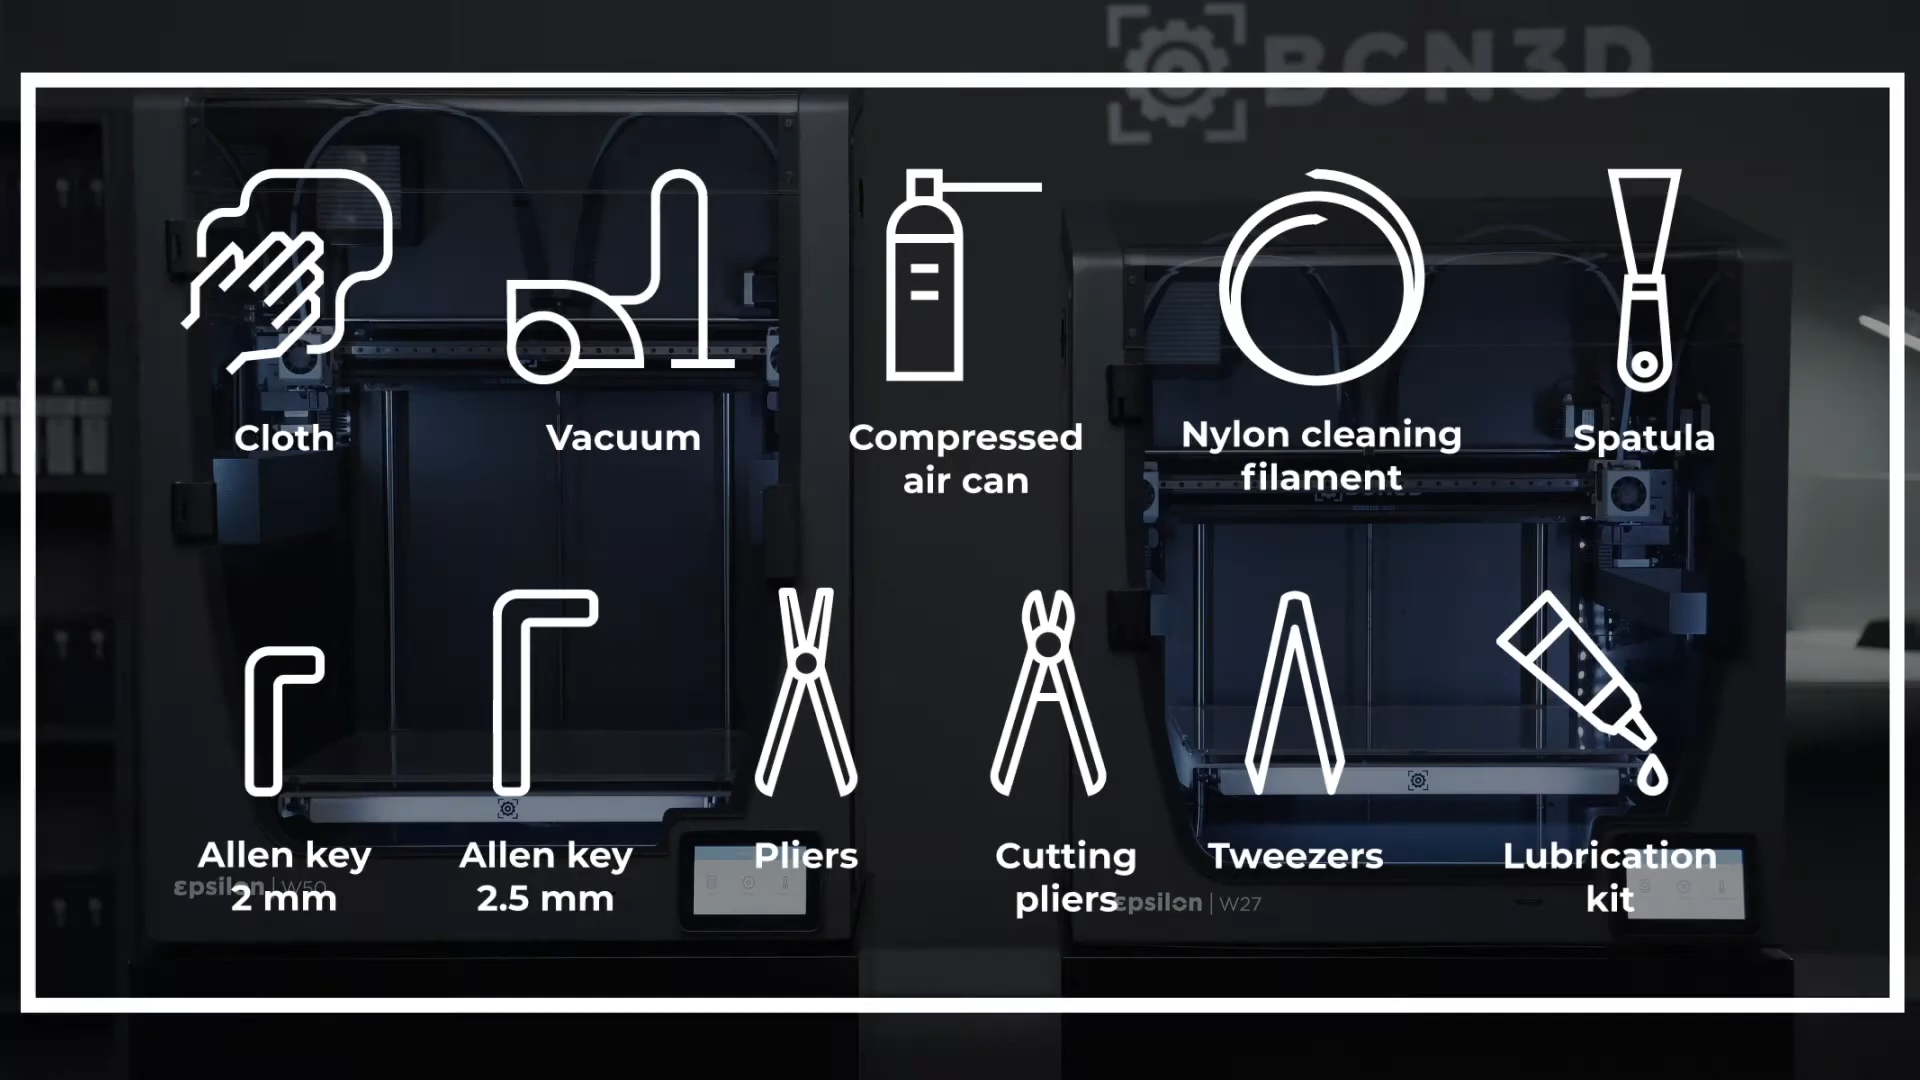 BCN3D
Cloth
Vacuum
Compressed
air can
Nylon cleaning
filament
Spatula
Allen key
2 mm
Allen key
2.5 mm
Pliers
Cutting
pliers
Tweezers
Lubrication
kit
epsilon | W50
epsilon | W27